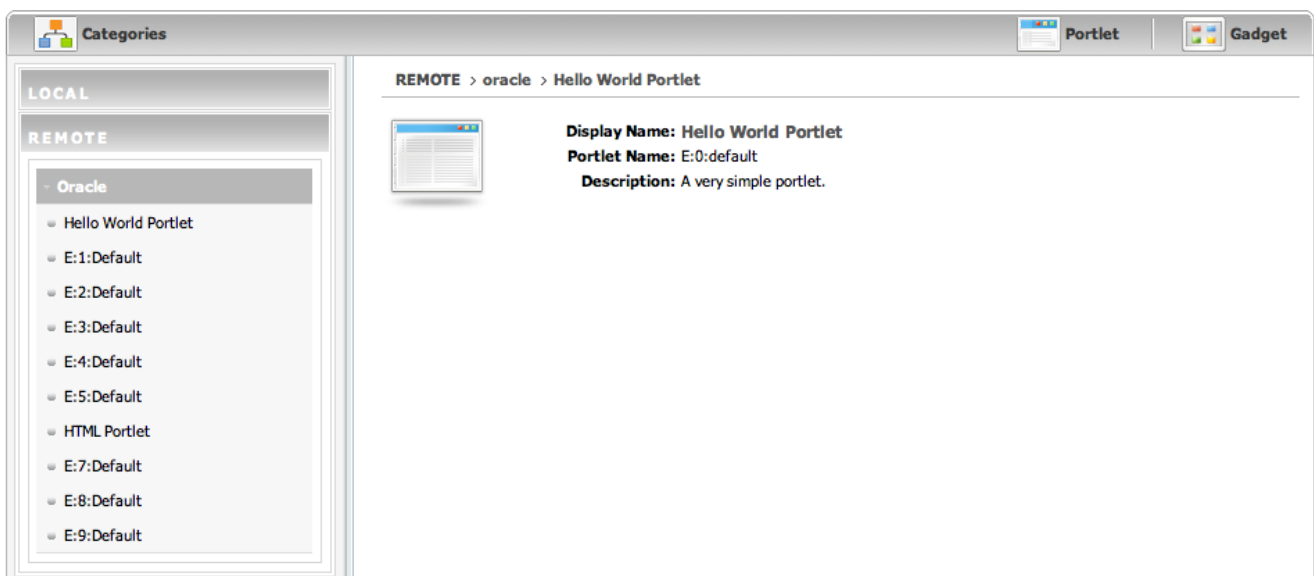 Categories
Portlet
Gadget
LOCAL
REMOTE
Oracle
Hello World Portlet
E:1:Default
E:2:Default
E:3:Default
E:4:Default
E:5:Default
HTML Portlet
E:7:Default
E:8:Default
E:9:Default
REMOTE > oracle > Hello World Portlet
Display Name: Hello World Portlet
Portlet Name: E:0:default
Description: A very simple portlet.